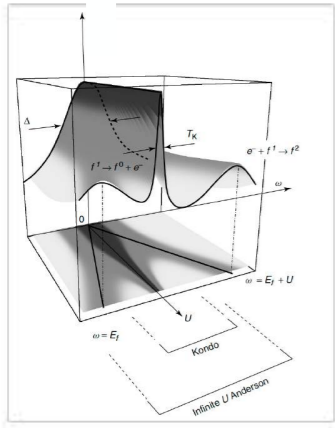 Δ
T_K
f¹ → f⁰ + e⁻
e⁻ + f¹ → f²
ω
0
ω = E_f + U
U
ω = E_f
Kondo
Infinite U Anderson